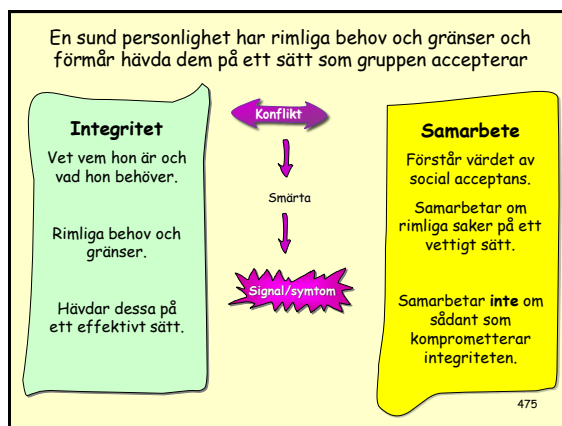 En sund personlighet har rimliga behov och gränser och
förmår hävda dem på ett sätt som gruppen accepterar
Integritet
Vet vem hon är och
vad hon behöver.
Rimliga behov och
gränser.
Hävdar dessa på
ett effektivt sätt.
Konflikt
Smärta
Signal/symtom
Samarbete
Förstår värdet av
social acceptans.
Samarbetar om
rimliga saker på ett
vettigt sätt.
Samarbetar inte om
sådant som
komprometterar
integriteten.
475